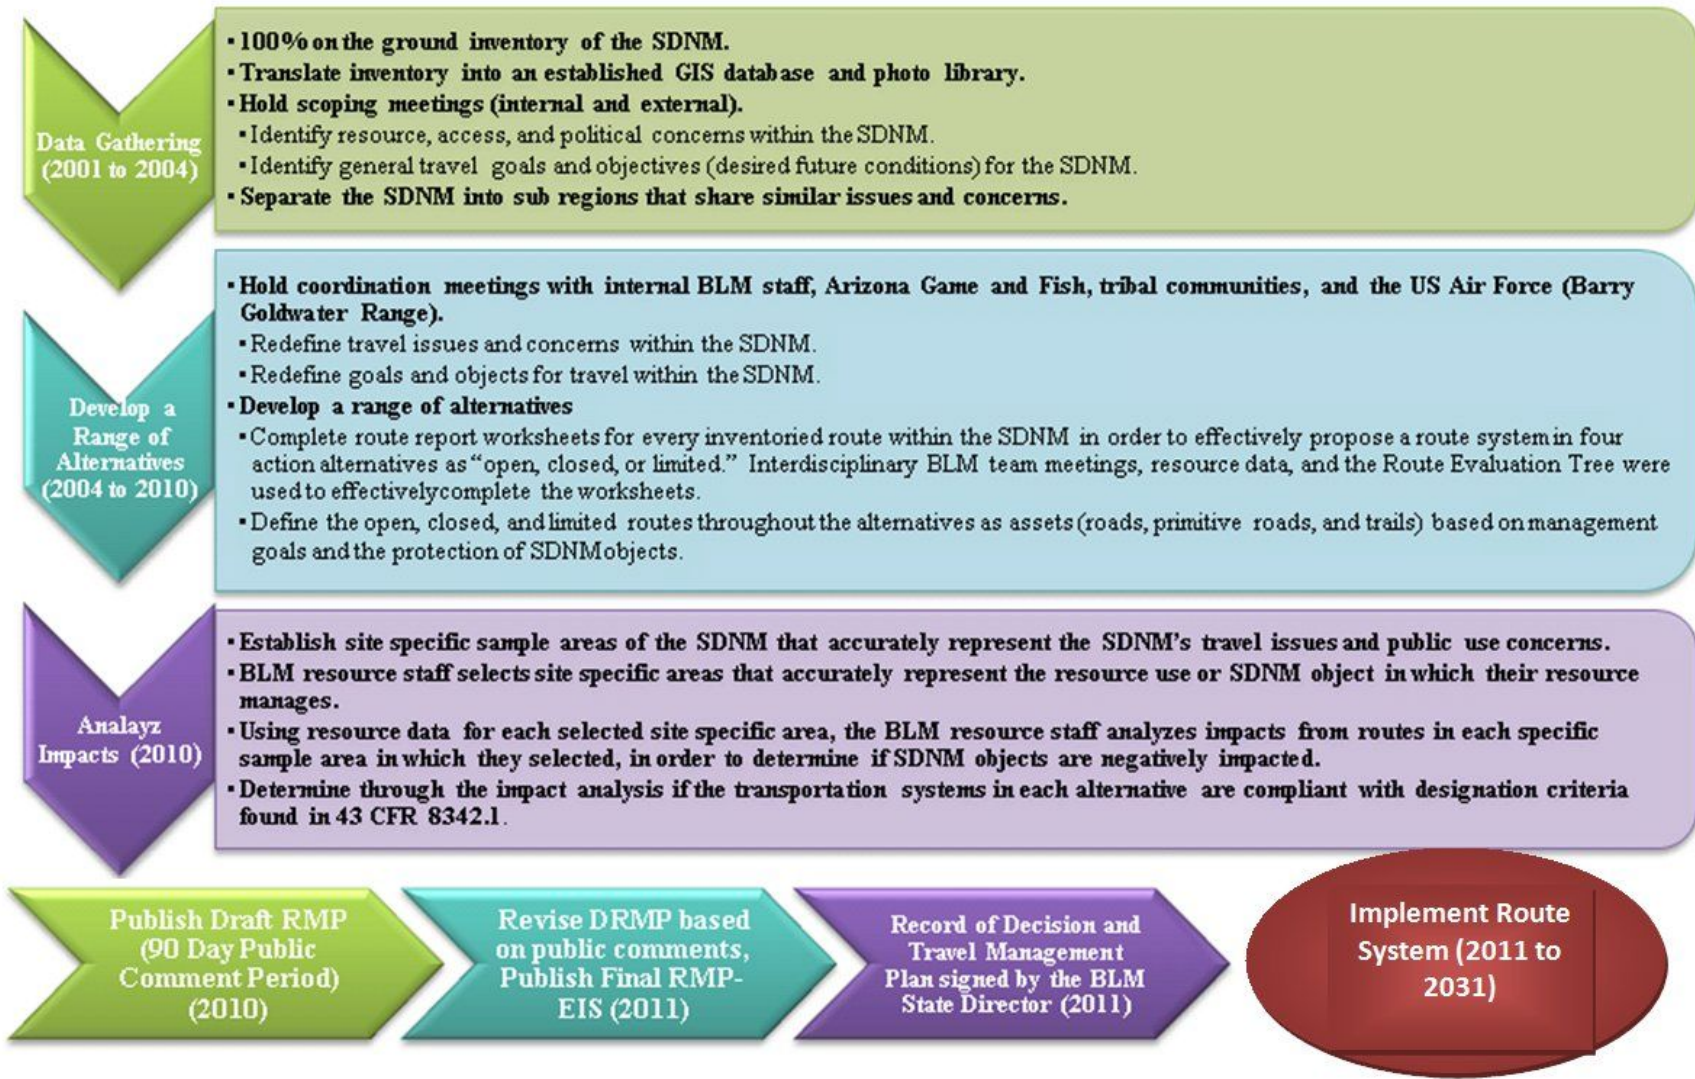 Data Gathering
(2001 to 2004)
▪ 100% on the ground inventory of the SDNM.
▪ Translate inventory into an established GIS database and photo library.
▪ Hold scoping meetings (internal and external).
▪ Identify resource, access, and political concerns within the SDNM.
▪ Identify general travel goals and objectives (desired future conditions) for the SDNM.
▪ Separate the SDNM into sub regions that share similar issues and concerns.
Develop a
Range of
Alternatives
(2004 to 2010)
▪ Hold coordination meetings with internal BLM staff, Arizona Game and Fish, tribal communities, and the US Air Force (Barry
Goldwater Range).
▪ Redefine travel issues and concerns within the SDNM.
▪ Redefine goals and objects for travel within the SDNM.
▪ Develop a range of alternatives
▪ Complete route report worksheets for every inventoried route within the SDNM in order to effectively propose a route system in four
action alternatives as “open, closed, or limited.” Interdisciplinary BLM team meetings, resource data, and the Route Evaluation Tree were
used to effectively complete the worksheets.
▪ Define the open, closed, and limited routes throughout the alternatives as assets (roads, primitive roads, and trails) based on management
goals and the protection of SDNM objects.
Analayz
Impacts (2010)
▪ Establish site specific sample areas of the SDNM that accurately represent the SDNM’s travel issues and public use concerns.
▪ BLM resource staff selects site specific areas that accurately represent the resource use or SDNM object in which their resource
manages.
▪ Using resource data for each selected site specific area, the BLM resource staff analyzes impacts from routes in each specific
sample area in which they selected, in order to determine if SDNM objects are negatively impacted.
▪ Determine through the impact analysis if the transportation systems in each alternative are compliant with designation criteria
found in 43 CFR 8342.1.
Publish Draft RMP
(90 Day Public
Comment Period)
(2010)
Revise DRMP based
on public comments,
Publish Final RMP-
EIS (2011)
Record of Decision and
Travel Management
Plan signed by the BLM
State Director (2011)
Implement Route
System (2011 to
2031)